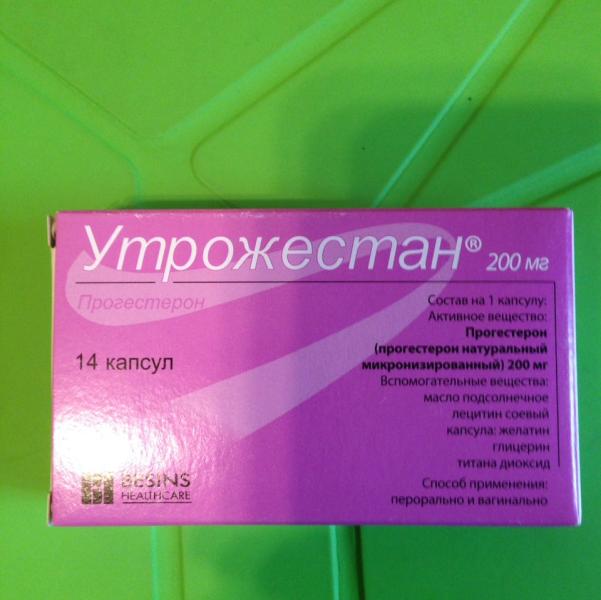 Утрожестан® 200 мг
Прогестерон
14 капсул
Состав на 1 капсулу:
Активное вещество:
Прогестерон
(прогестерон натуральный
микронизированный) 200 мг
Вспомогательные вещества:
масло подсолнечное
лецитин соевый
капсула: желатин
глицерин
титана диоксид
Способ применения:
перорально и вагинально
BESINS
HEALTHCARE